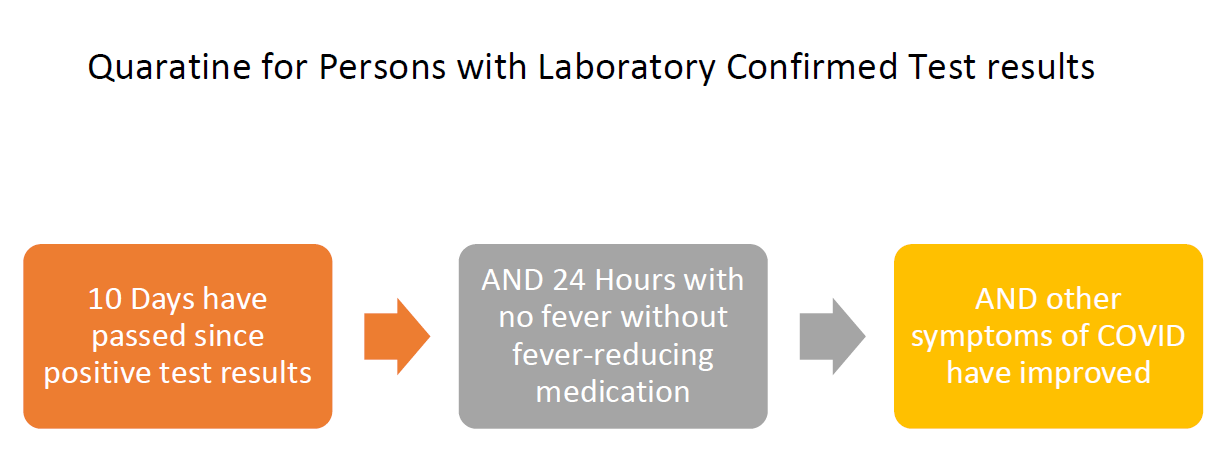 Quaratine for Persons with Laboratory Confirmed Test results
10 Days have
passed since
positive test results
AND 24 Hours with
no fever without
fever-reducing
medication
AND other
symptoms of COVID
have improved